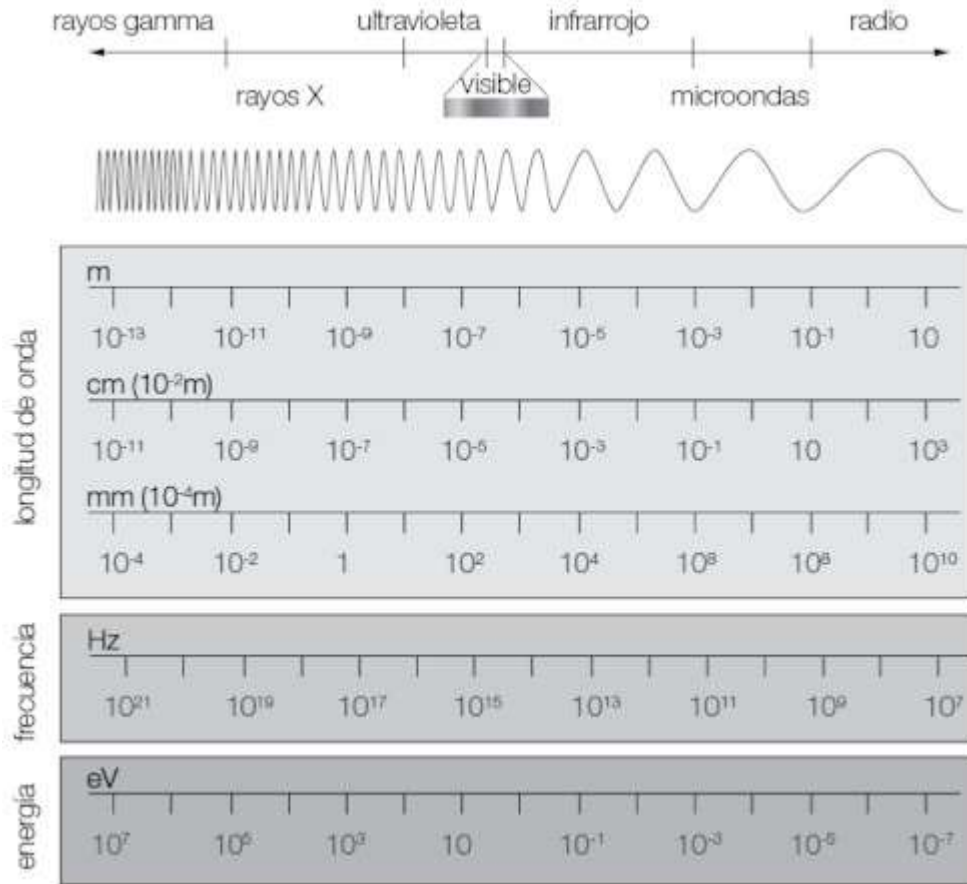 rayos gamma ultravioleta infrarrojo radio
rayos X visible microondas
longitud de onda
m
10⁻¹³ 10⁻¹¹ 10⁻⁹ 10⁻⁷ 10⁻⁵ 10⁻³ 10⁻¹ 10
cm (10⁻²m)
10⁻¹¹ 10⁻⁹ 10⁻⁷ 10⁻⁵ 10⁻³ 10⁻¹ 10 10³
mm (10⁻⁴m)
10⁻⁴ 10⁻² 1 10² 10⁴ 10⁶ 10⁸ 10¹⁰
frecuencia
Hz
10²¹ 10¹⁹ 10¹⁷ 10¹⁵ 10¹³ 10¹¹ 10⁹ 10⁷
energía
eV
10⁷ 10⁵ 10³ 10 10⁻¹ 10⁻³ 10⁻⁵ 10⁻⁷